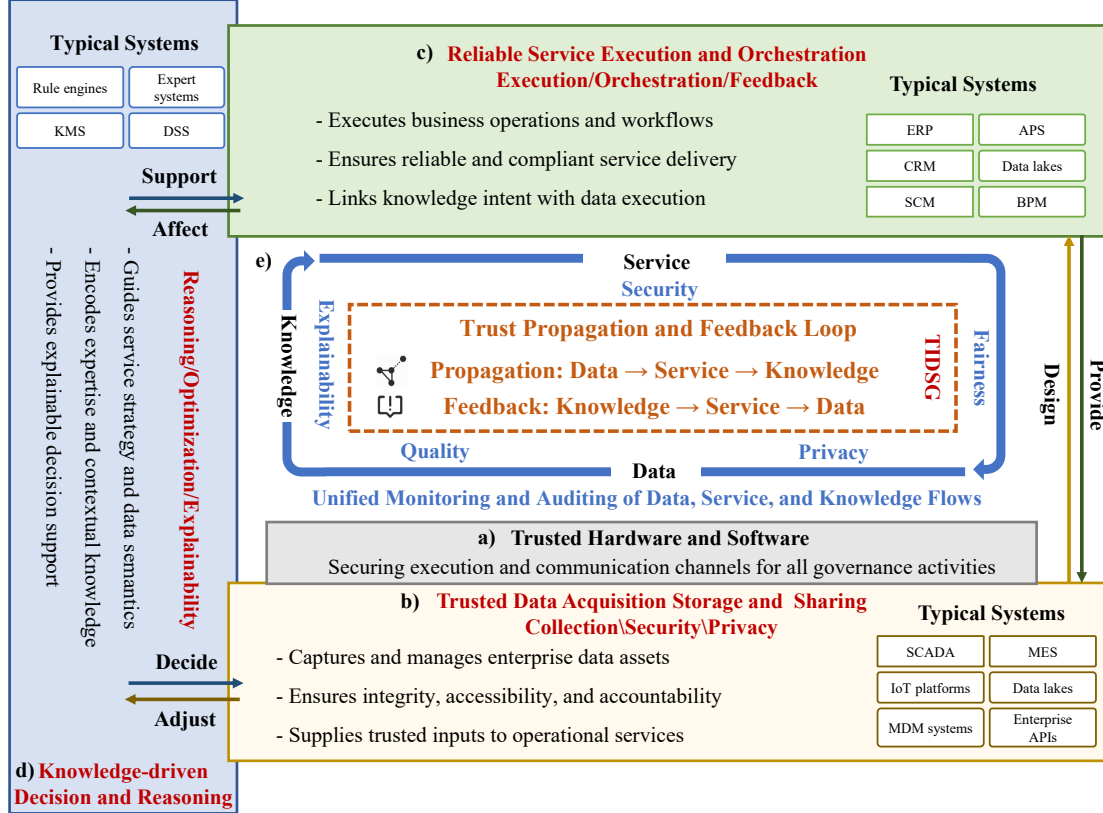 Typical Systems
Rule engines
Expert
systems
KMS
DSS
Support
Affect
- Guides service strategy and data semantics
- Encodes expertise and contextual knowledge
- Provides explainable decision support
Reasoning/Optimization/Explainability
Decide
Adjust
d) Knowledge-driven
Decision and Reasoning
c) Reliable Service Execution and Orchestration
Execution/Orchestration/Feedback
- Executes business operations and workflows
- Ensures reliable and compliant service delivery
- Links knowledge intent with data execution
Typical Systems
ERP
APS
CRM
Data lakes
SCM
BPM
e)
Service
Security
Knowledge
Explainability
Trust Propagation and Feedback Loop
Propagation: Data → Service → Knowledge
Feedback: Knowledge → Service → Data
TIDSG
Fairness
Quality
Privacy
Data
Unified Monitoring and Auditing of Data, Service, and Knowledge Flows
Design
Provide
a) Trusted Hardware and Software
Securing execution and communication channels for all governance activities
b) Trusted Data Acquisition Storage and Sharing
Collection\Security\Privacy
- Captures and manages enterprise data assets
- Ensures integrity, accessibility, and accountability
- Supplies trusted inputs to operational services
Typical Systems
SCADA
MES
IoT platforms
Data lakes
MDM systems
Enterprise
APIs